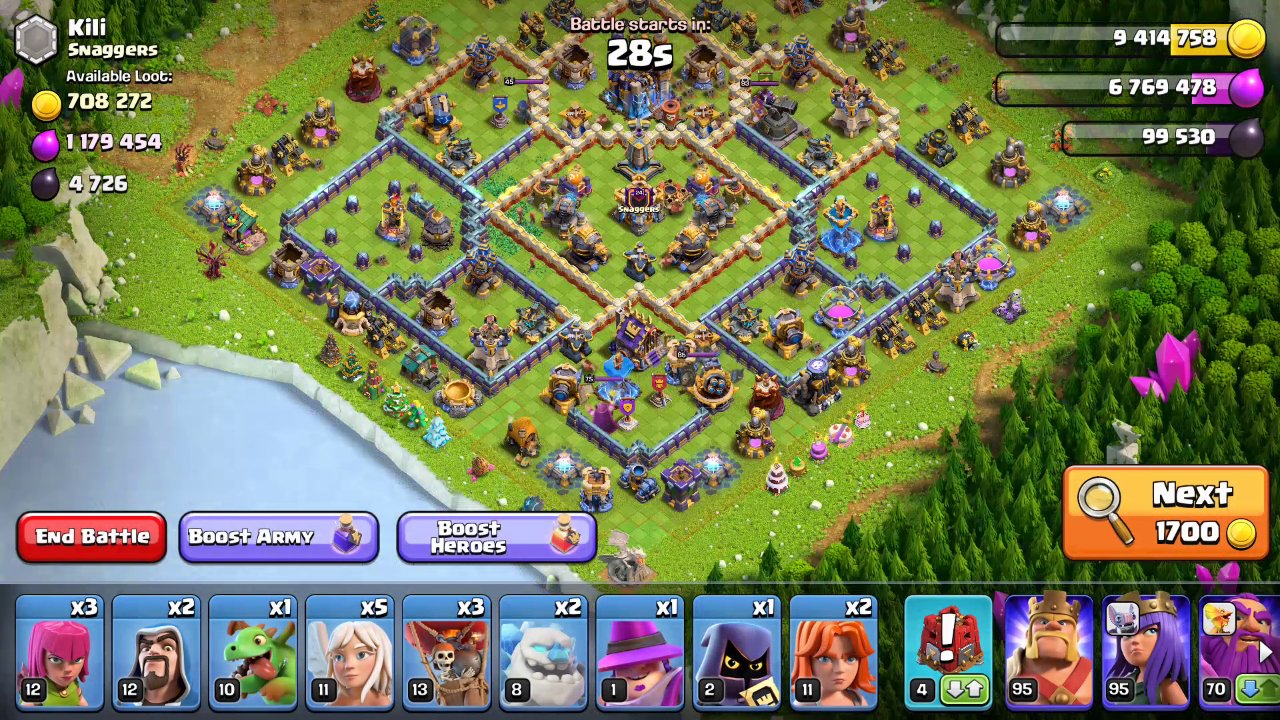 Kili
Snaggers
Available Loot:
708 272
1 179 454
4 726
Battle starts in:
28s
9 414 758
6 769 478
99 530
45
Snaggers
End Battle
Boost Army
Boost
Heroes
Next
1700
x3
x2
x1
x5
x3
x2
x1
x1
x2
12
12
10
11
13
8
1
2
11
4
95
95
70